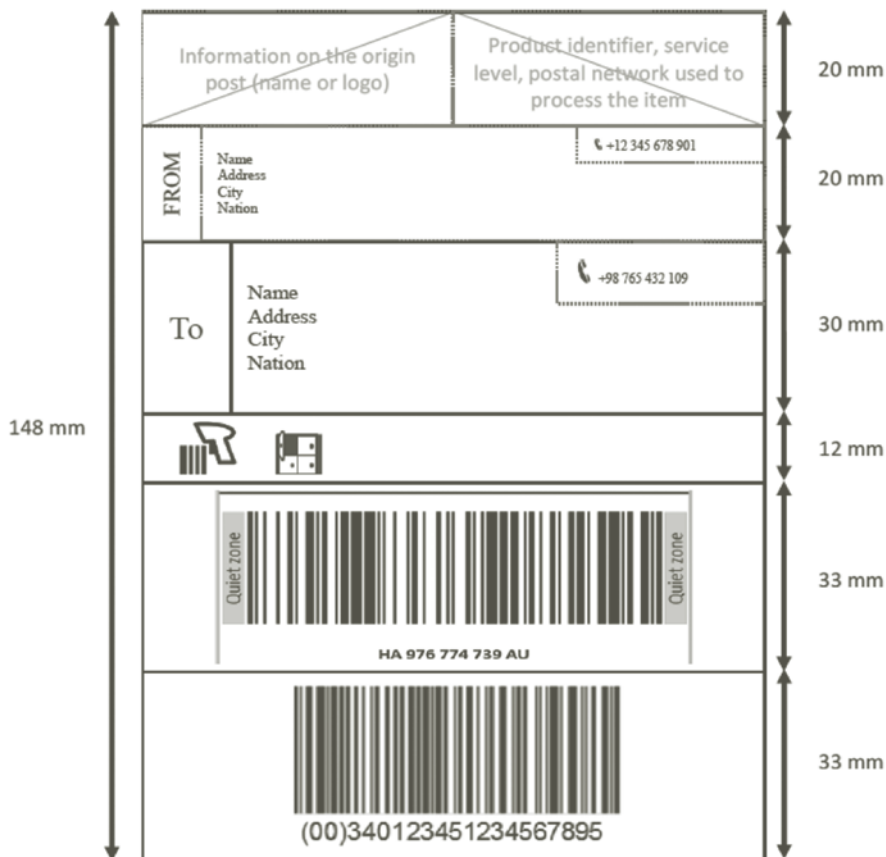 Information on the origin
post (name or logo)
Product identifier, service
level, postal network used to
process the item
20 mm
FROM
Name
Address
City
Nation
+12 345 678 901
20 mm
To
Name
Address
City
Nation
+98 765 432 109
30 mm
148 mm
12 mm
Quiet zone
Quiet zone
HA 976 774 739 AU
33 mm
(00)340123451234567895
33 mm